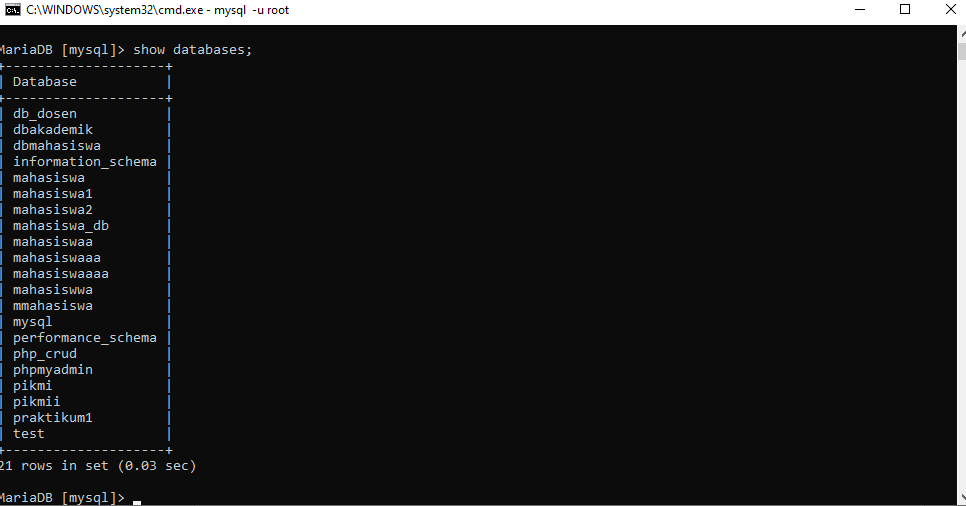 C:\WINDOWS\system32\cmd.exe - mysql -u root
MariaDB [mysql]> show databases;
+--------------------+
| Database           |
+--------------------+
| db_dosen           |
| dbakademik         |
| dbmahasiswa        |
| information_schema |
| mahasiswa          |
| mahasiswa1         |
| mahasiswa2         |
| mahasiswa_db       |
| mahasiswaa         |
| mahasiswaaa        |
| mahasiswaaaa       |
| mahasiswwa         |
| mmahasiswa         |
| mysql              |
| performance_schema |
| php_crud           |
| phpmyadmin         |
| pikmi              |
| pikmii             |
| praktikum1         |
| test               |
+--------------------+
21 rows in set (0.03 sec)
MariaDB [mysql]>